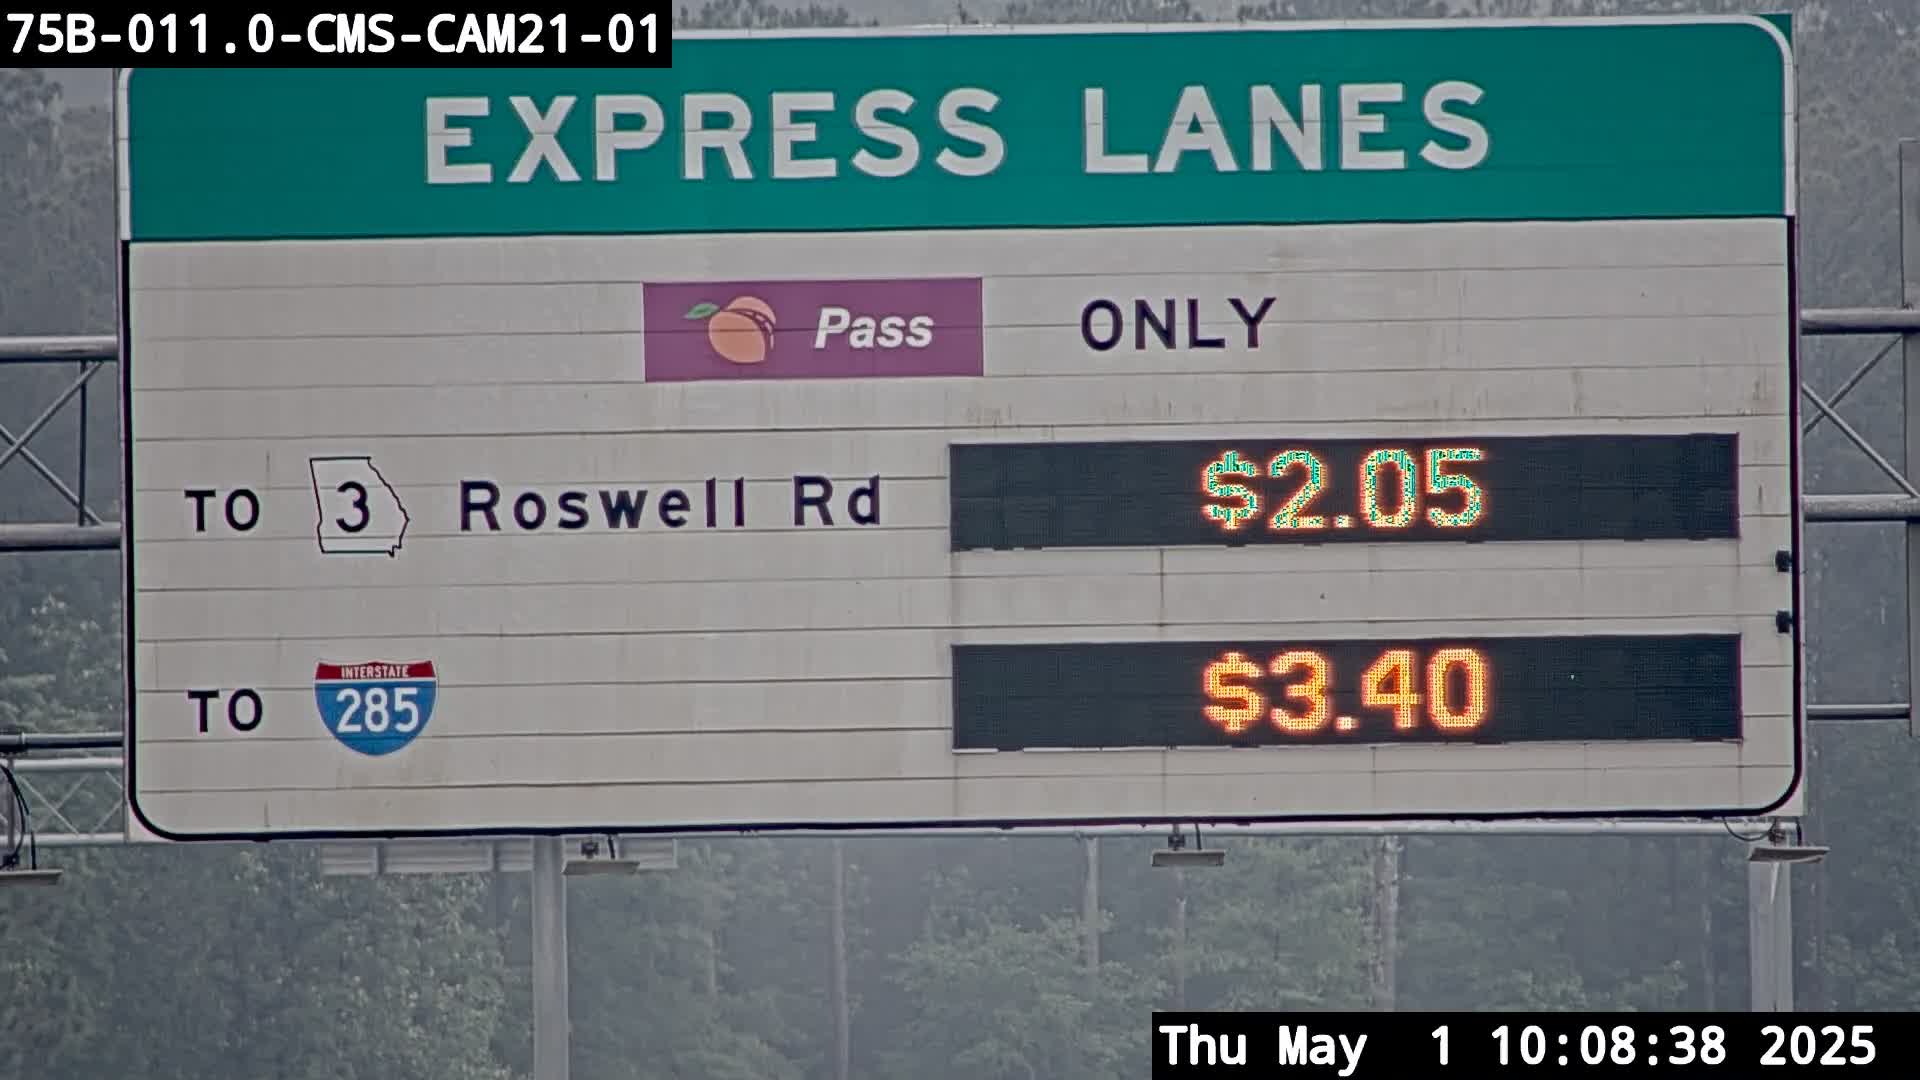 75B-011.0-CMS-CAM21-01
EXPRESS LANES
Pass ONLY
TO 3 Roswell Rd $2.05
TO INTERSTATE 285 $3.40
Thu May 1 10:08:38 2025